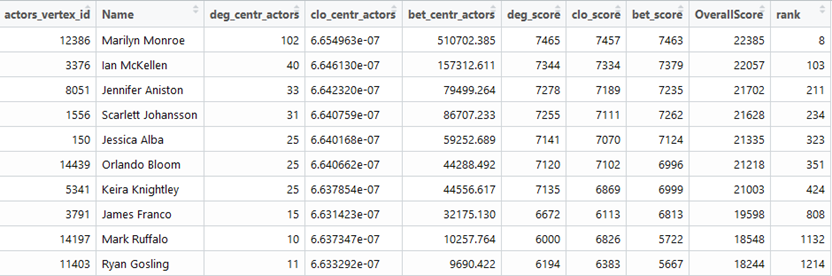 actors_vertex_id Name deg_centr_actors clo_centr_actors bet_centr_actors deg_score clo_score bet_score OverallScore rank
12386 Marilyn Monroe 102 6.654963e-07 510702.385 7465 7457 7463 22385 8
3376 Ian McKellen 40 6.646130e-07 157312.611 7344 7334 7379 22057 103
8051 Jennifer Aniston 33 6.642320e-07 79499.264 7278 7189 7235 21702 211
1556 Scarlett Johansson 31 6.640759e-07 86707.233 7255 7111 7262 21628 234
150 Jessica Alba 25 6.640168e-07 59252.689 7141 7070 7124 21335 323
14439 Orlando Bloom 25 6.640662e-07 44288.492 7120 7102 6996 21218 351
5341 Keira Knightley 25 6.637854e-07 44556.617 7135 6869 6999 21003 424
3791 James Franco 15 6.631423e-07 32175.130 6672 6113 6813 19598 808
14197 Mark Ruffalo 10 6.637347e-07 10257.764 6000 6826 5722 18548 1132
11403 Ryan Gosling 11 6.633292e-07 9690.422 6194 6383 5667 18244 1214